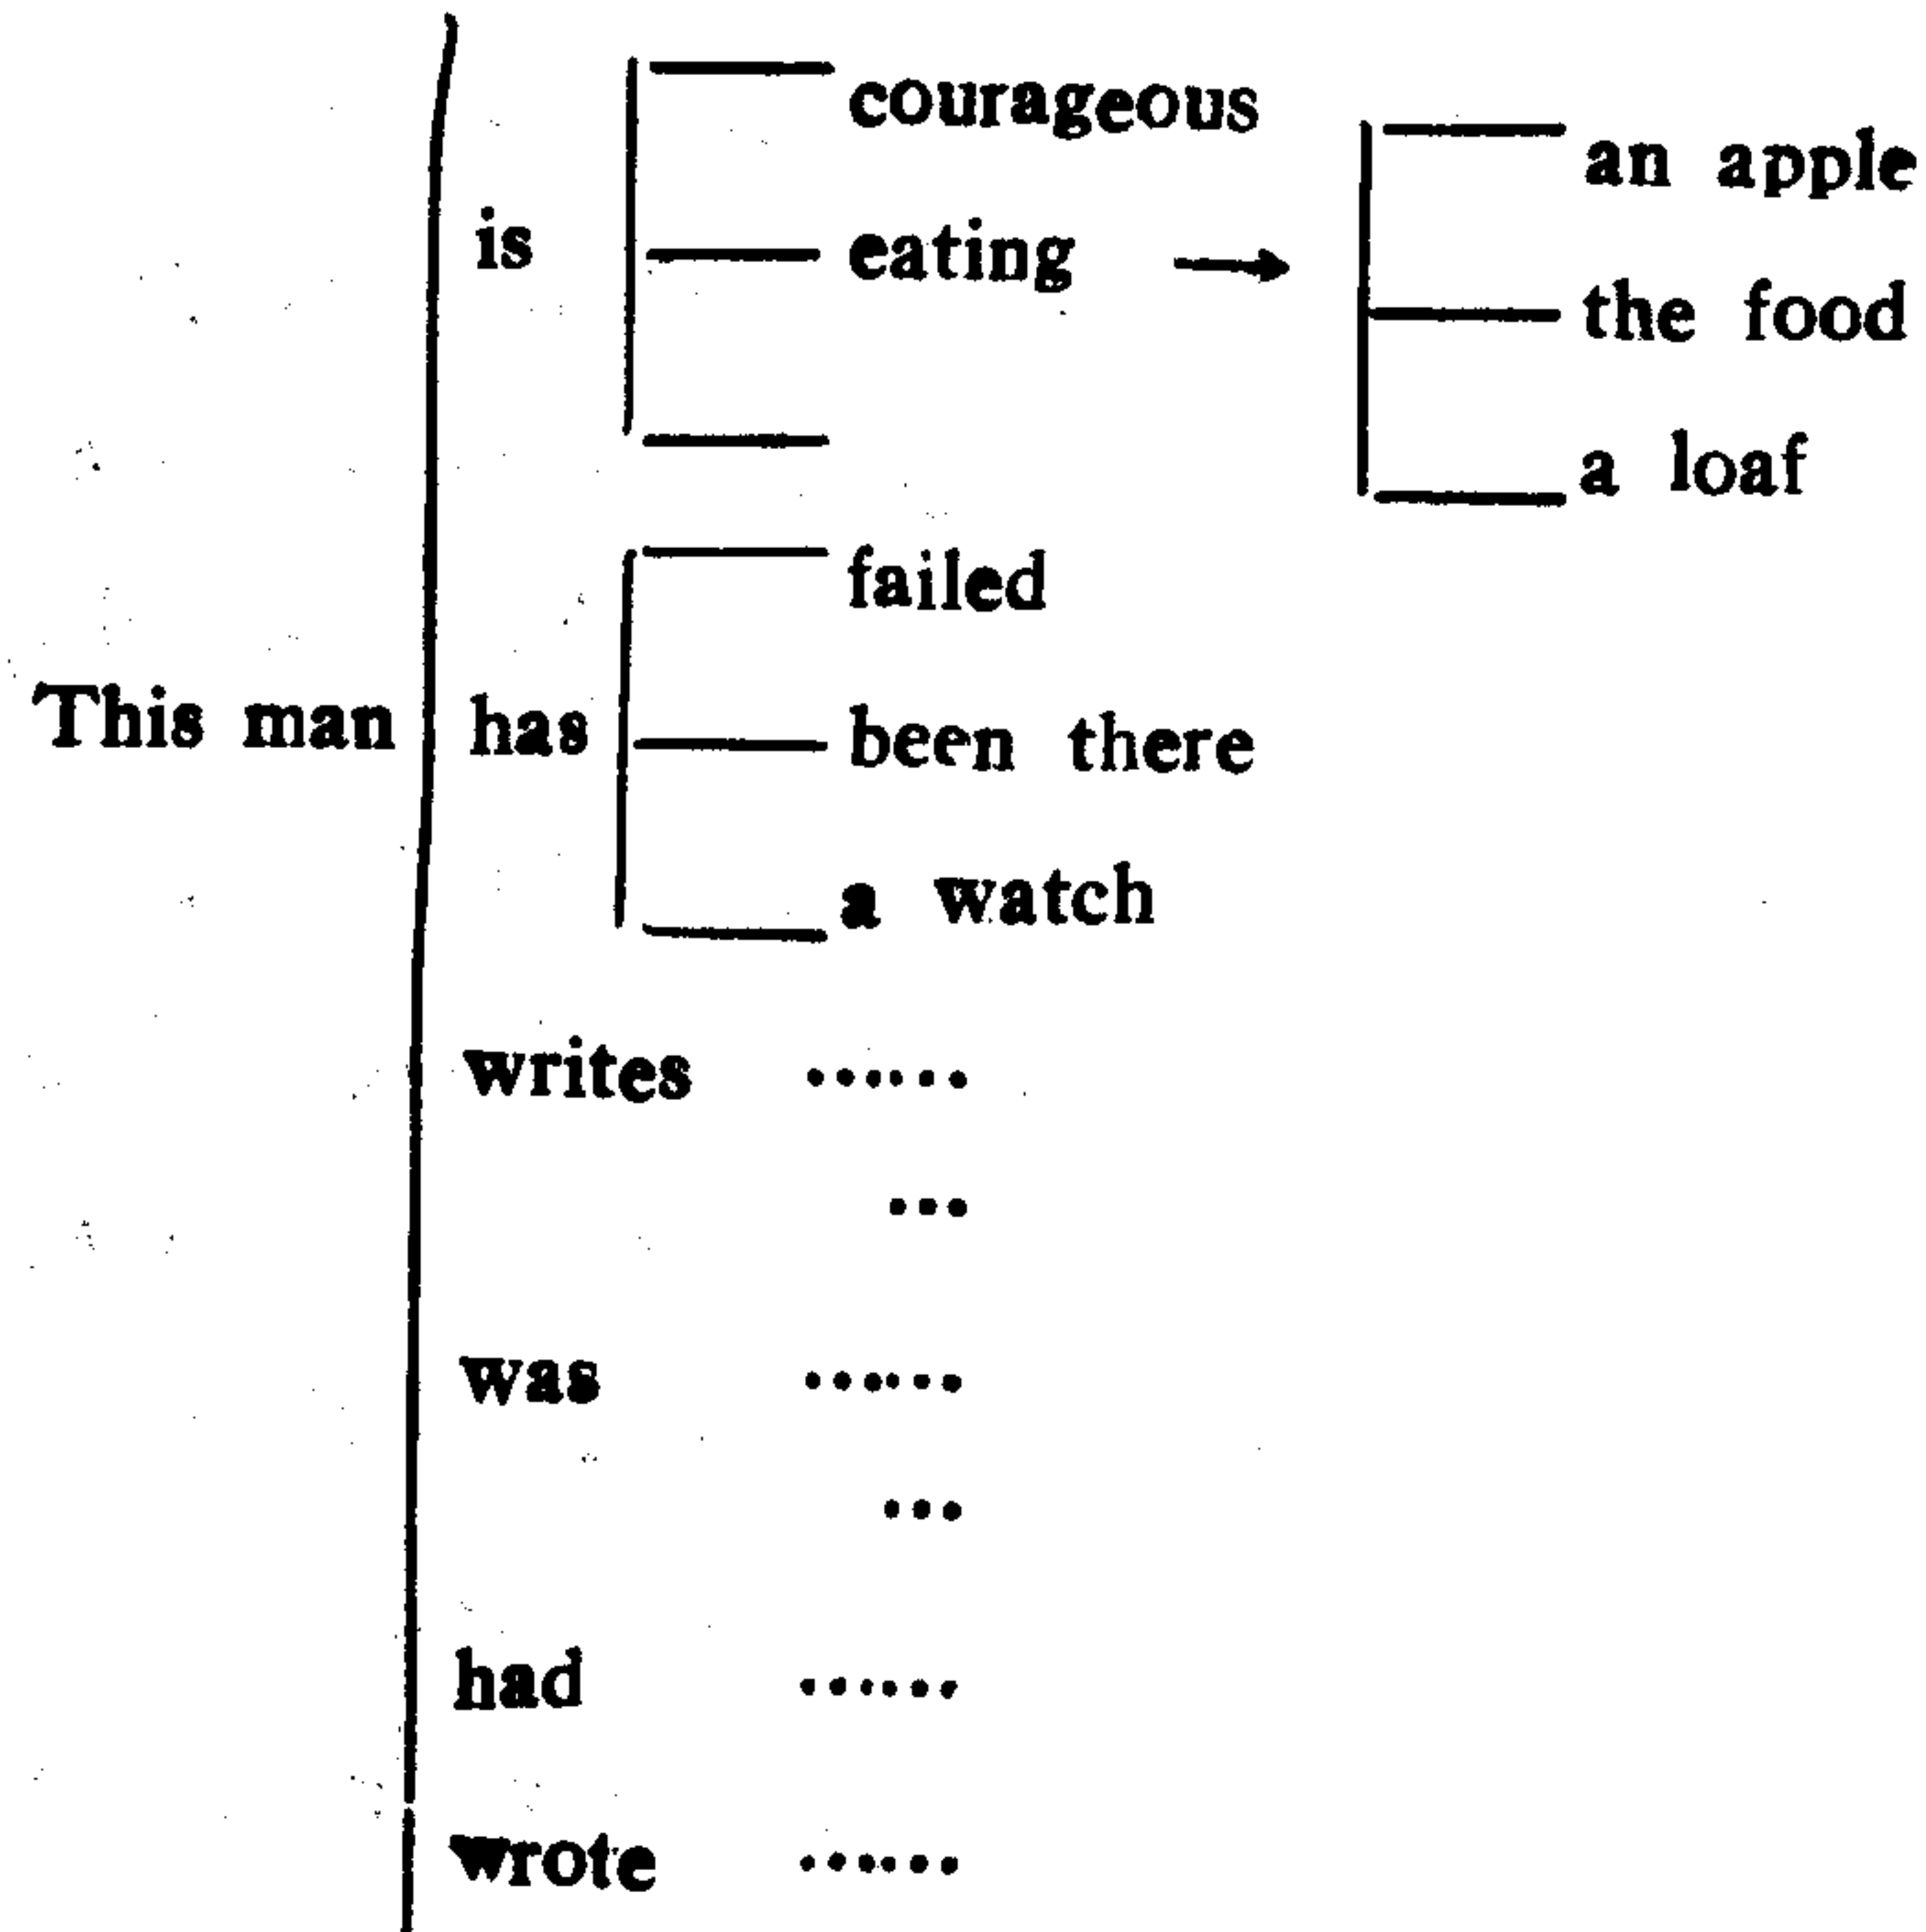 courageous
an apple
is
eating
the food
a loaf
failed
This man has
been there
a watch
writes ......
...
was ......
...
had ......
wrote ......